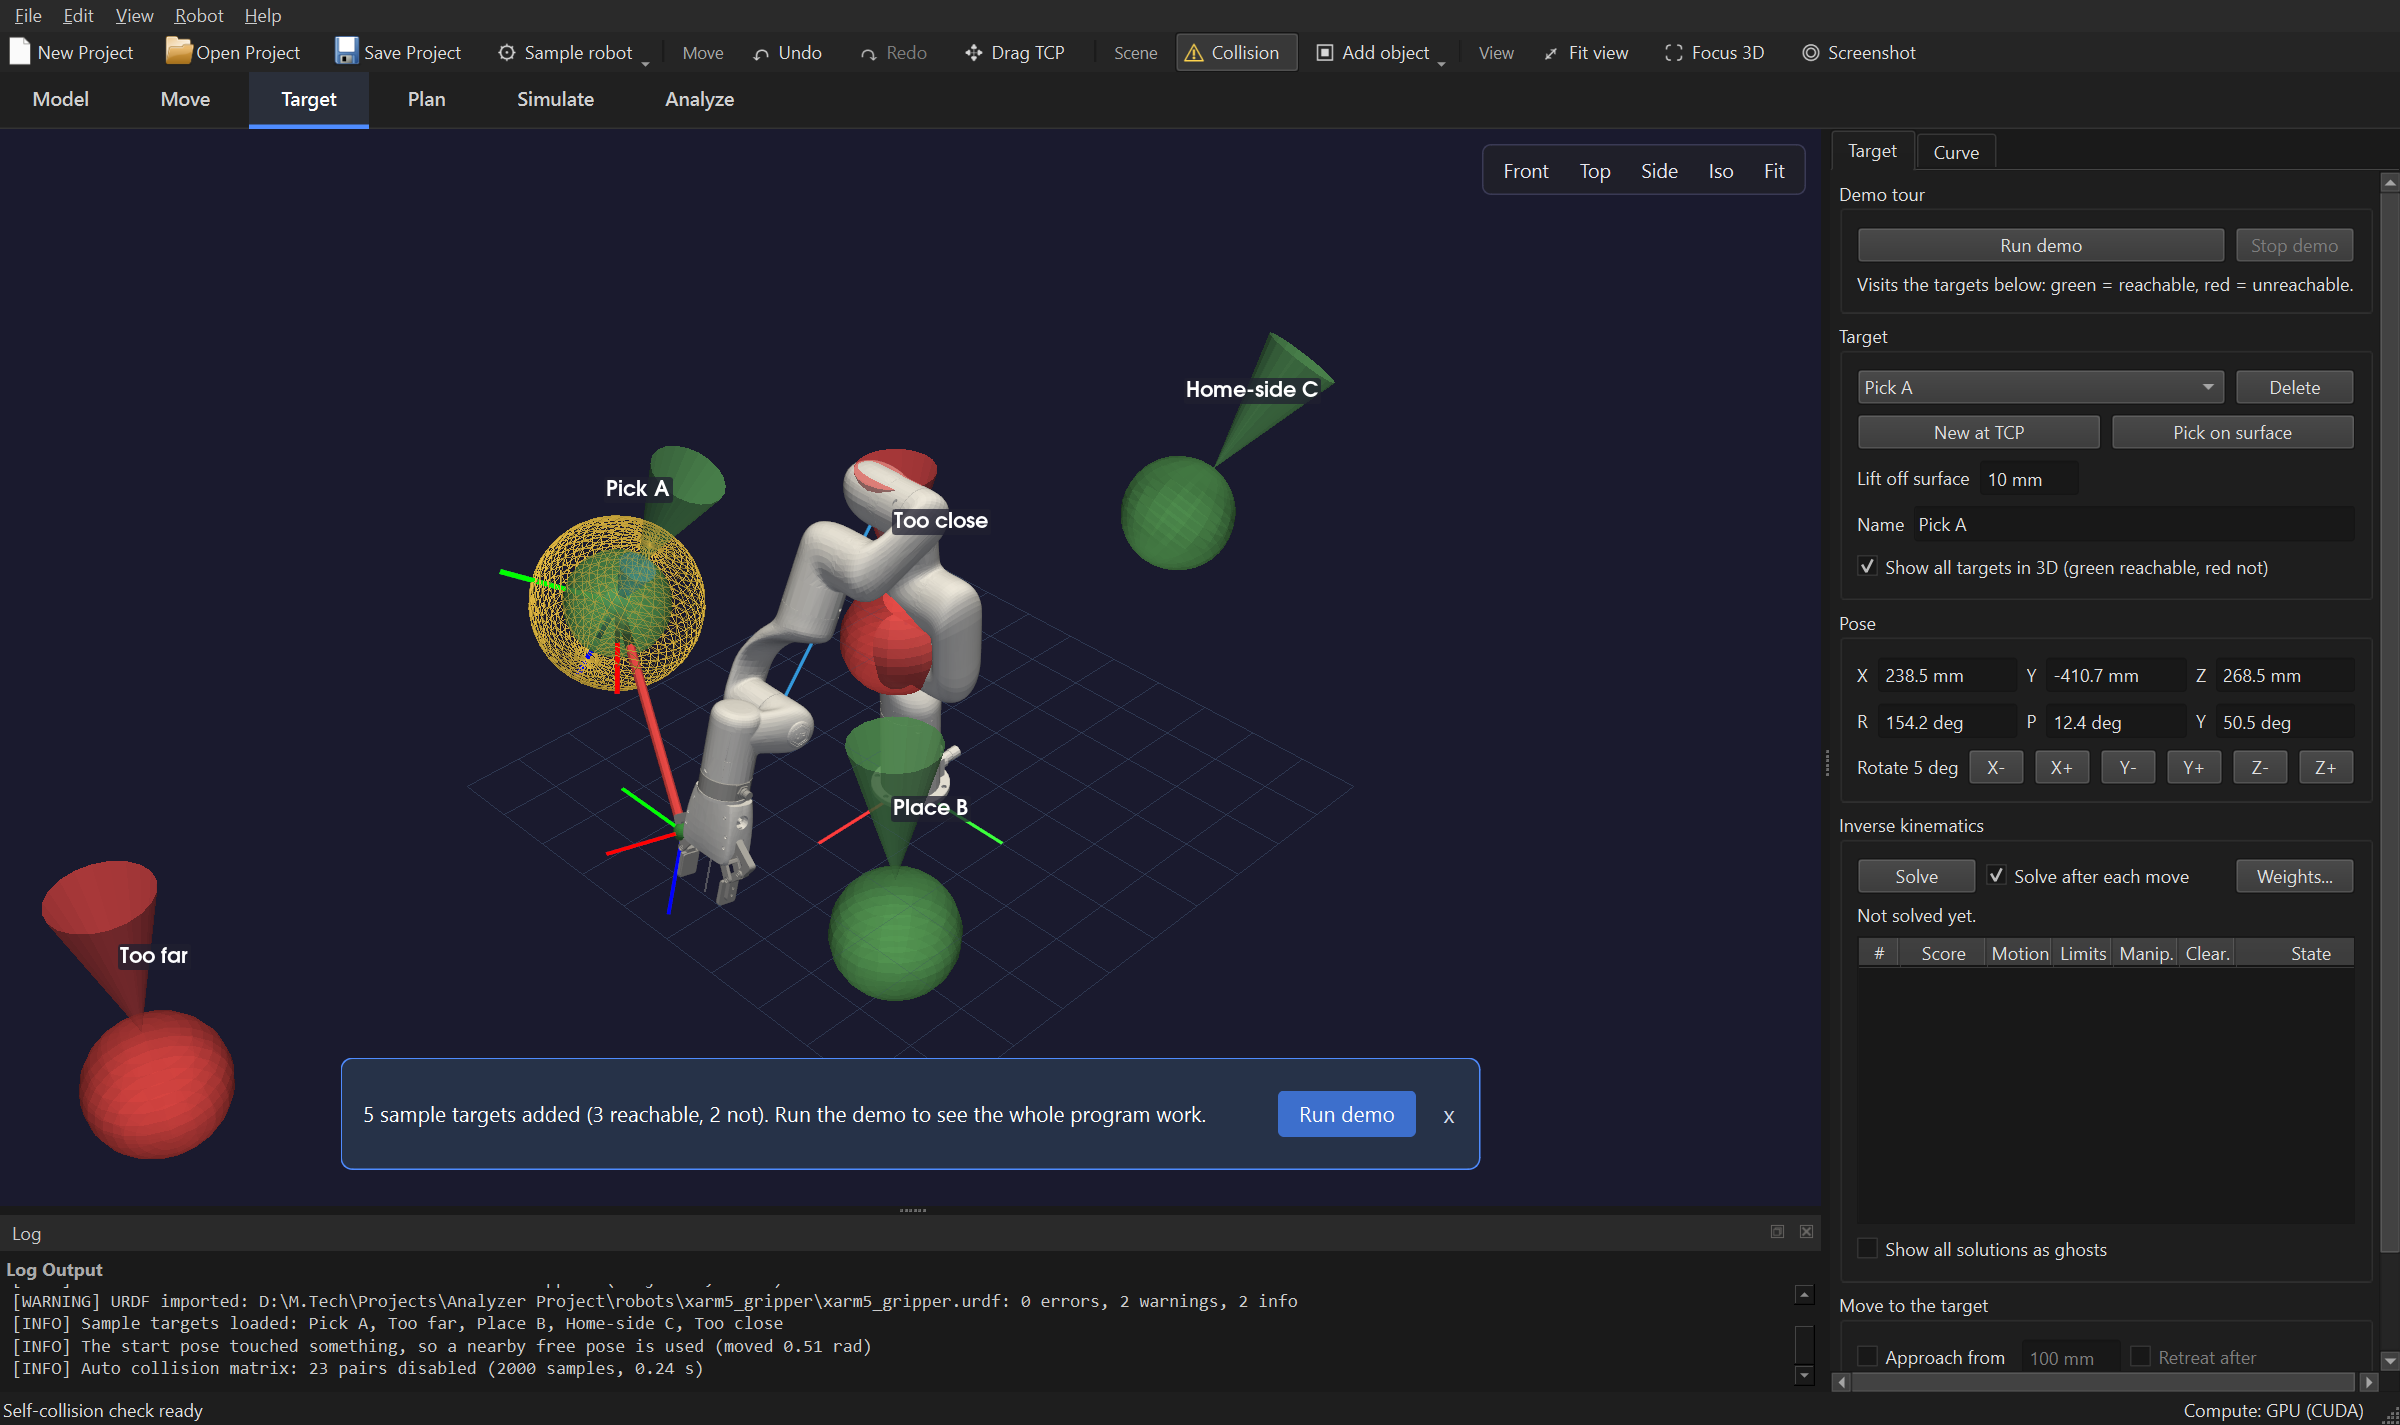 File Edit View Robot Help
New Project Open Project Save Project Sample robot Move Undo Redo Drag TCP Scene Collision Add object View Fit view Focus 3D Screenshot
Model Move Target Plan Simulate Analyze
Front Top Side Iso Fit
Home-side C
Pick A
Too close
Place B
Too far
5 sample targets added (3 reachable, 2 not). Run the demo to see the whole program work. Run demo x
Log
Log Output
[WARNING] URDF imported: D:\M.Tech\Projects\Analyzer Project\robots\xarm5_gripper\xarm5_gripper.urdf: 0 errors, 2 warnings, 2 info
[INFO] Sample targets loaded: Pick A, Too far, Place B, Home-side C, Too close
[INFO] The start pose touched something, so a nearby free pose is used (moved 0.51 rad)
[INFO] Auto collision matrix: 23 pairs disabled (2000 samples, 0.24 s)
Target Curve
Demo tour
Run demo Stop demo
Visits the targets below: green = reachable, red = unreachable.
Target
Pick A Delete
New at TCP Pick on surface
Lift off surface 10 mm
Name Pick A
Show all targets in 3D (green reachable, red not)
Pose
X 238.5 mm Y -410.7 mm Z 268.5 mm
R 154.2 deg P 12.4 deg Y 50.5 deg
Rotate 5 deg X- X+ Y- Y+ Z- Z+
Inverse kinematics
Solve Solve after each move Weights...
Not solved yet.
# Score Motion Limits Manip. Clear. State
Show all solutions as ghosts
Move to the target
Approach from 100 mm Retreat after
Self-collision check ready Compute: GPU (CUDA)